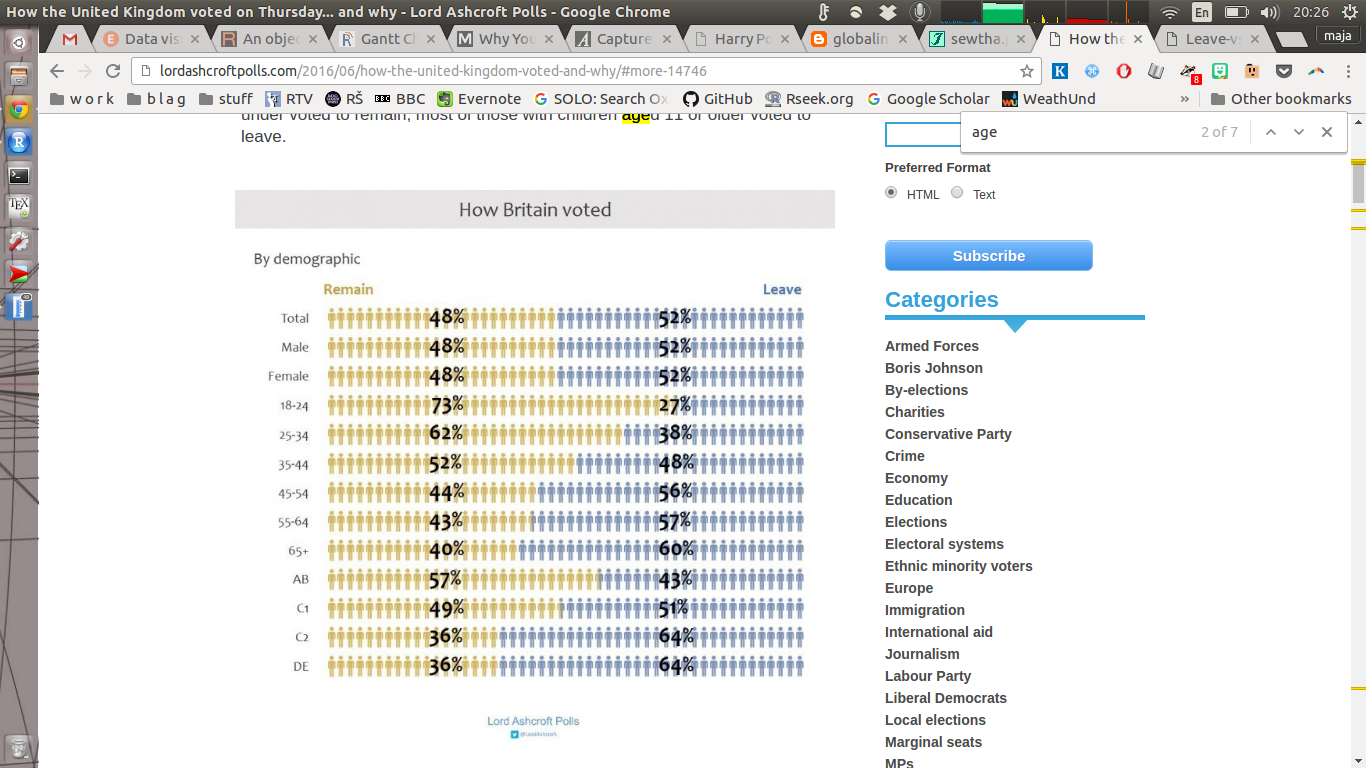 How the United Kingdom voted on Thursday... and why - Lord Ashcroft Polls - Google Chrome
En
20:26
Data vis
An objec
Gantt Ch
Why You
Capture
Harry Po
globalin
sewtha.p
How the
Leave-vs
maja
lordashcroftpolls.com/2016/06/how-the-united-kingdom-voted-and-why/#more-14746
8
w o r k
b l a g
stuff
RTV
RŠ
BBC
BBC
Evernote
SOLO: Search Ox
GitHub
Rseek.org
Google Scholar
WeathUnd
»
Other bookmarks
under voted to remain, most of those with children aged 11 or older voted to
leave.
age
2 of 7
Preferred Format
HTML
Text
Subscribe
How Britain voted
By demographic
Remain
Leave
Total 48% 52%
Male 48% 52%
Female 48% 52%
18-24 73% 27%
25-34 62% 38%
35-44 52% 48%
45-54 44% 56%
55-64 43% 57%
65+ 40% 60%
AB 57% 43%
C1 49% 51%
C2 36% 64%
DE 36% 64%
Lord Ashcroft Polls
@LordAshcroft
Categories
Armed Forces
Boris Johnson
By-elections
Charities
Conservative Party
Crime
Economy
Education
Elections
Electoral systems
Ethnic minority voters
Europe
Immigration
International aid
Journalism
Labour Party
Liberal Democrats
Local elections
Marginal seats
MPs